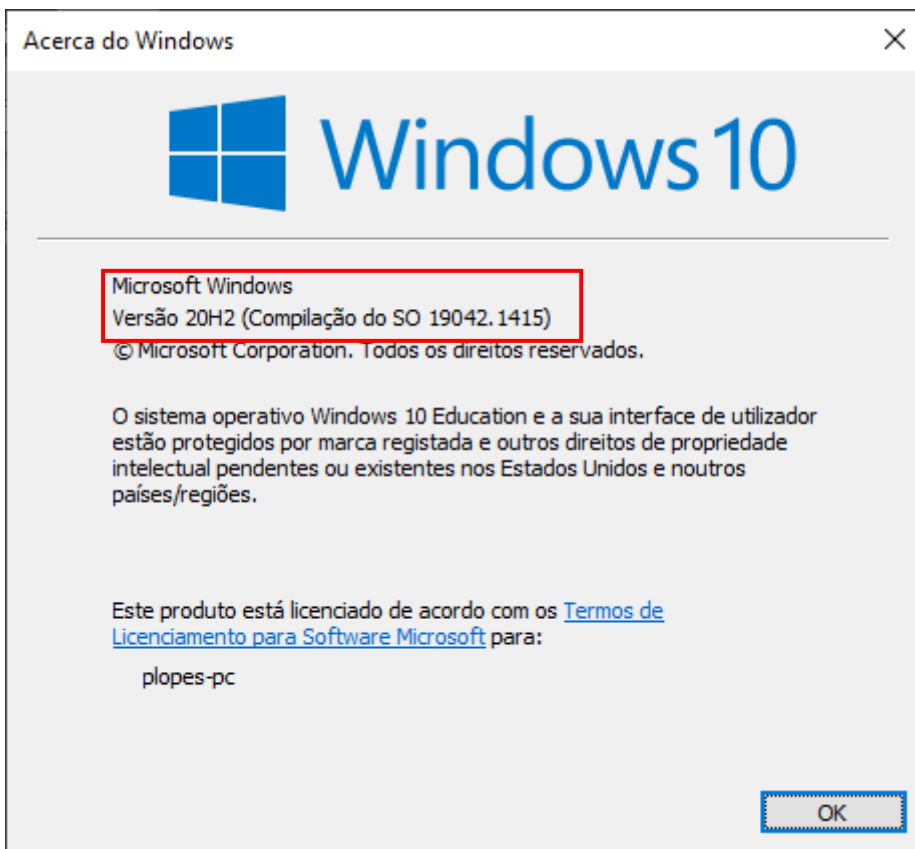 Acerca do Windows
Windows 10
Microsoft Windows
Versão 20H2 (Compilação do SO 19042.1415)
© Microsoft Corporation. Todos os direitos reservados.
O sistema operativo Windows 10 Education e a sua interface de utilizador
estão protegidos por marca registada e outros direitos de propriedade
intelectual pendentes ou existentes nos Estados Unidos e noutros
países/regiões.
Este produto está licenciado de acordo com os Termos de
Licenciamento para Software Microsoft para:
plopes-pc
OK